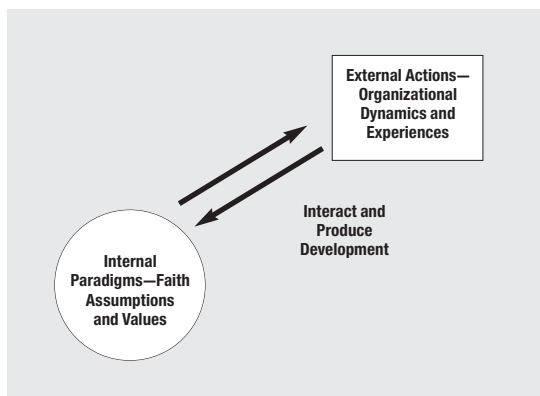 External Actions—
Organizational
Dynamics and
Experiences
Interact and
Produce
Development
Internal
Paradigms—Faith
Assumptions
and Values